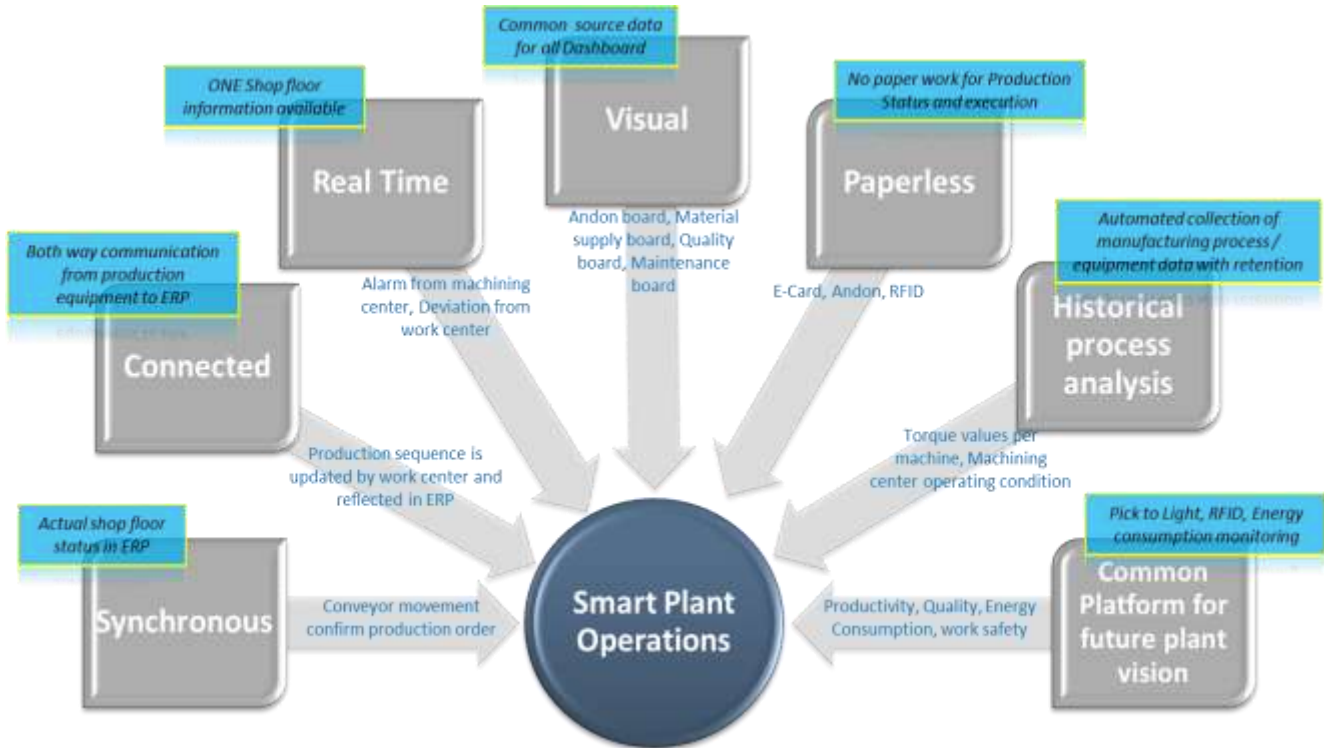 Common source data
for all Dashboard
Visual
Andon board, Material
supply board, Quality
board, Maintenance
board
ONE Shop floor
information available
Real Time
Alarm from machining
center, Deviation from
work center
No paper work for Production
Status and execution
Paperless
E-Card, Andon, RFID
Both way communication
from production
equipment to ERP
Connected
Production sequence is
updated by work center and
reflected in ERP
Automated collection of
manufacturing process /
equipment data with retention
Historical
process
analysis
Torque values per
machine, Machining
center operating condition
Actual shop floor
status in ERP
Synchronous
Conveyor movement
confirm production order
Smart Plant
Operations
Pick to Light, RFID, Energy
consumption monitoring
Common
Platform for
future plant
vision
Productivity, Quality, Energy
Consumption, work safety